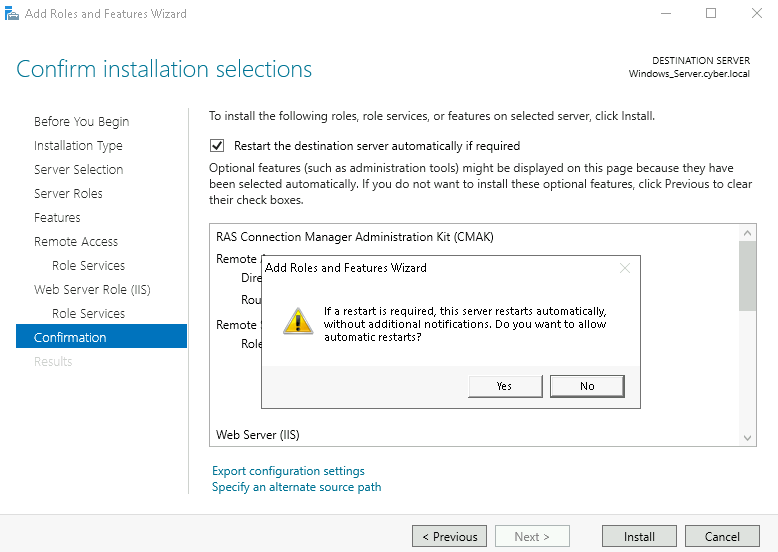 Add Roles and Features Wizard
Confirm installation selections
DESTINATION SERVER
Windows_Server.cyber.local
Before You Begin
Installation Type
Server Selection
Server Roles
Features
Remote Access
Role Services
Web Server Role (IIS)
Role Services
Confirmation
Results
To install the following roles, role services, or features on selected server, click Install.
Restart the destination server automatically if required
Optional features (such as administration tools) might be displayed on this page because they have
been selected automatically. If you do not want to install these optional features, click Previous to clear
their check boxes.
RAS Connection Manager Administration Kit (CMAK)
Remote
Dire
Rou
Remote
Role
Add Roles and Features Wizard
If a restart is required, this server restarts automatically,
without additional notifications. Do you want to allow
automatic restarts?
Yes
No
Web Server (IIS)
Export configuration settings
Specify an alternate source path
< Previous
Next >
Install
Cancel